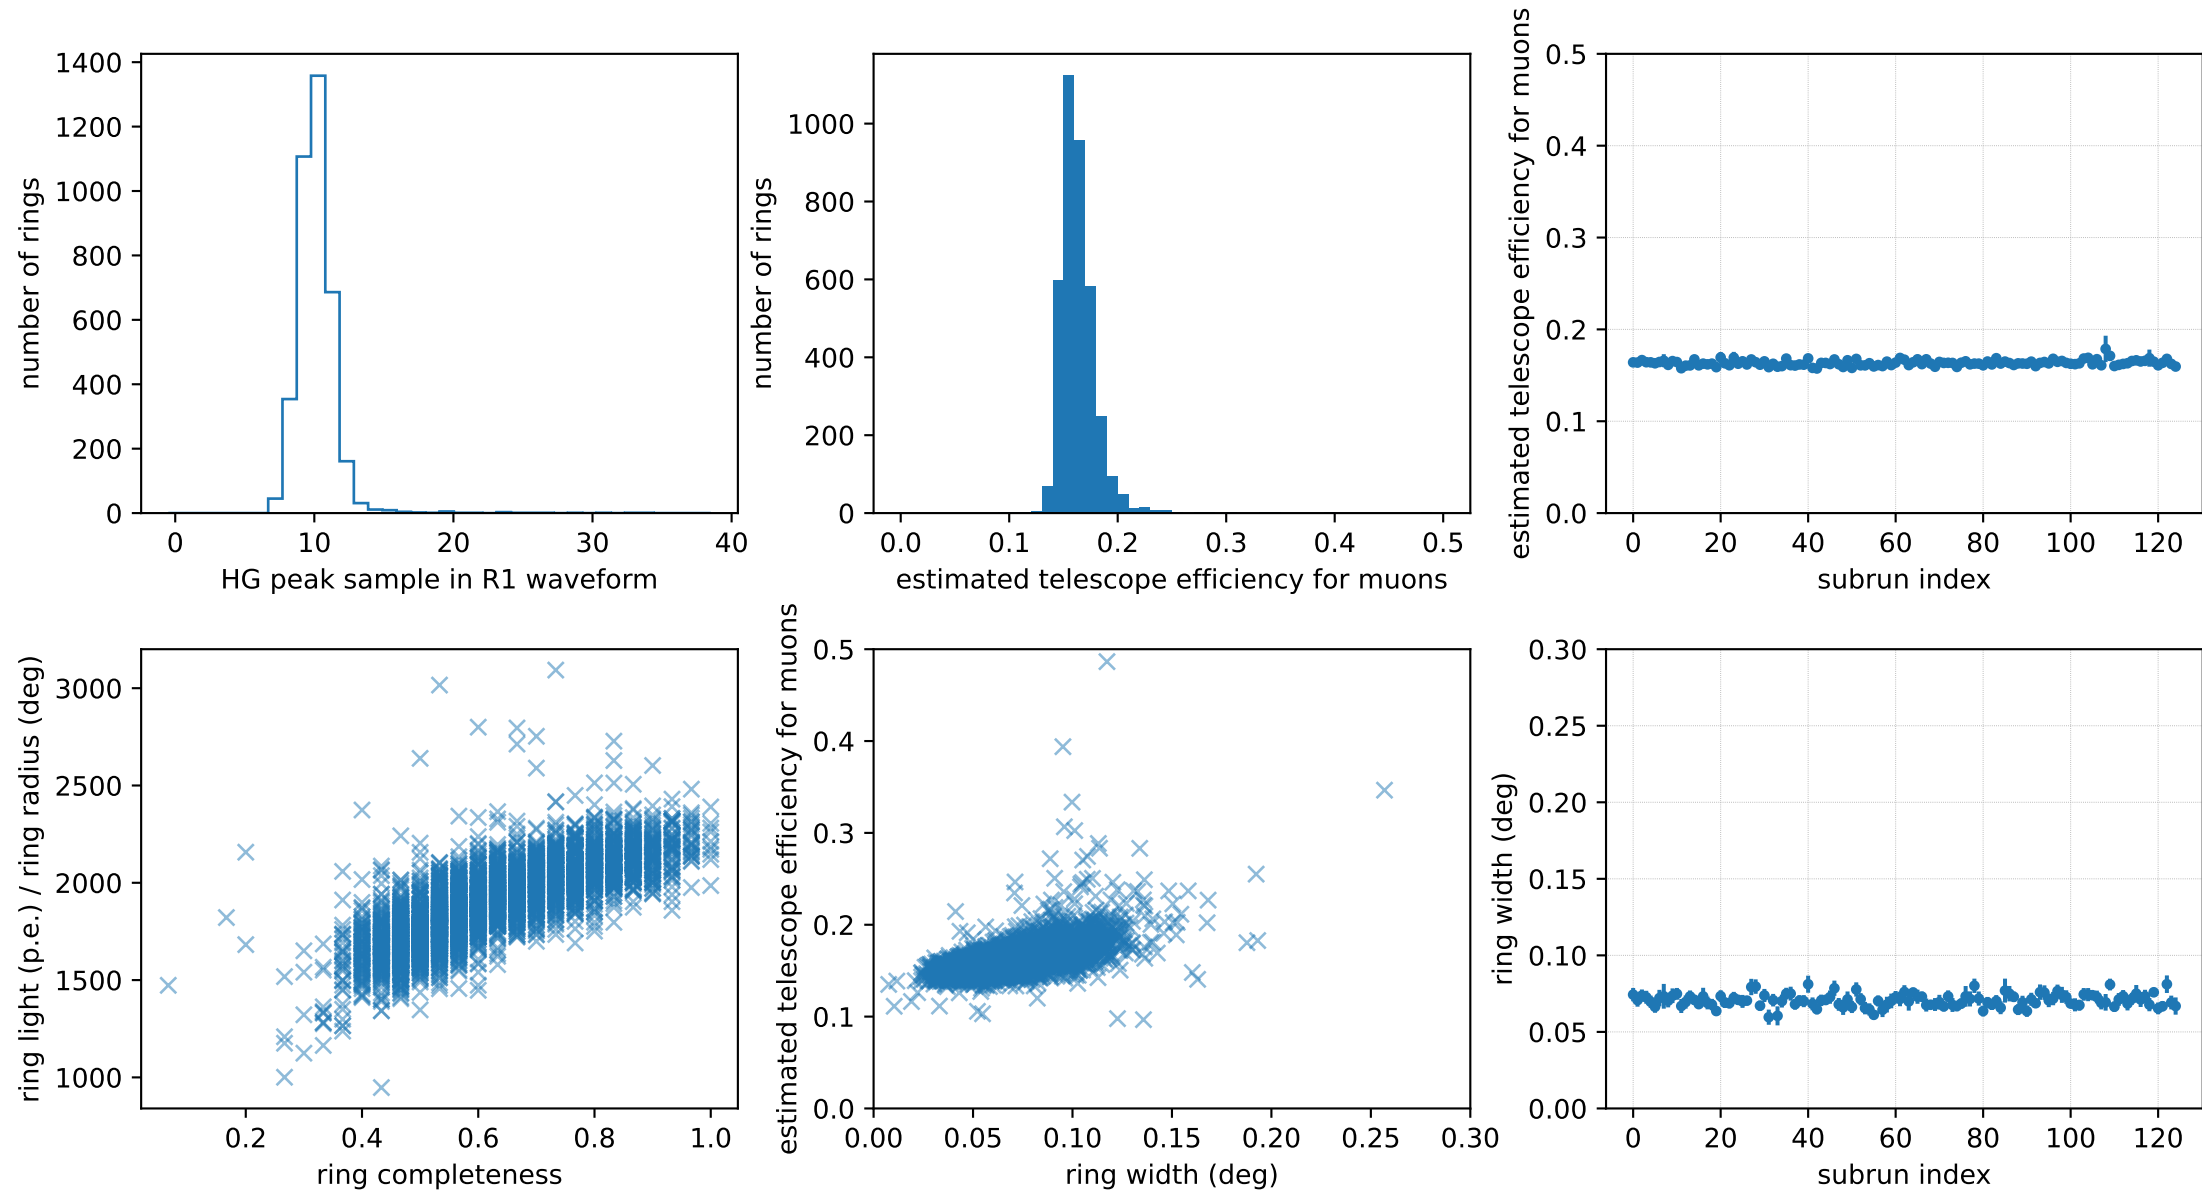 1400
1200
1000
800
600
400
200
0
number of rings
0 10 20 30 40
HG peak sample in R1 waveform
1000
800
600
400
200
0
number of rings
0.0 0.1 0.2 0.3 0.4 0.5
estimated telescope efficiency for muons
0.5
0.4
0.3
0.2
0.1
0.0
estimated telescope efficiency for muons
0 20 40 60 80 100 120
subrun index
3000
2500
2000
1500
1000
ring light (p.e.) / ring radius (deg)
0.2 0.4 0.6 0.8 1.0
ring completeness
0.5
0.4
0.3
0.2
0.1
0.0
estimated telescope efficiency for muons
0.00 0.05 0.10 0.15 0.20 0.25 0.30
ring width (deg)
0.30
0.25
0.20
0.15
0.10
0.05
0.00
ring width (deg)
0 20 40 60 80 100 120
subrun index